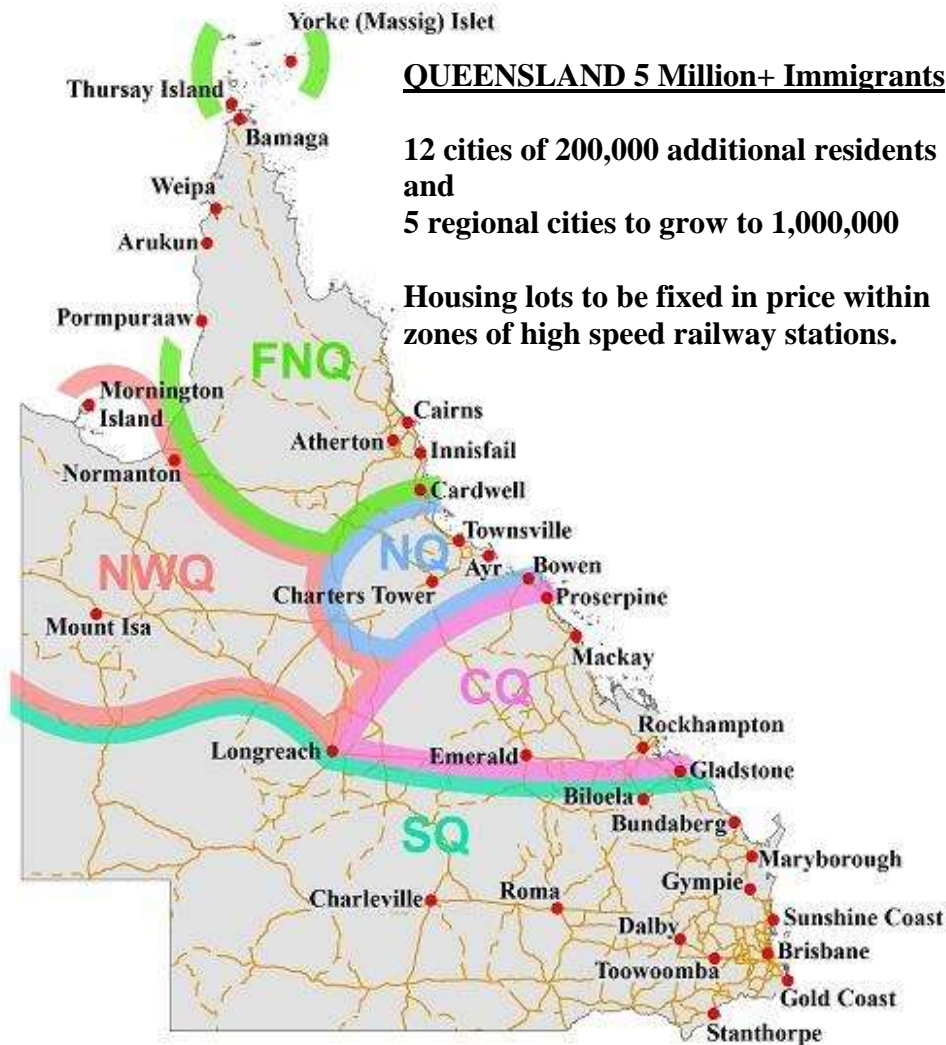 Yorke (Massig) Islet
QUEENSLAND 5 Million+ Immigrants
Thursay Island
Bamaga
12 cities of 200,000 additional residents
and
5 regional cities to grow to 1,000,000
Weipa
Arukun
Housing lots to be fixed in price within
zones of high speed railway stations.
Pormpuraaw
FNQ
Mornington
Island
Cairns
Atherton
Innisfail
Normanton
Cardwell
Townsville
NQ
Ayr
Bowen
NWQ
Charters Tower
Proserpine
Mount Isa
Mackay
CQ
Rockhampton
Longreach
Emerald
Gladstone
Biloela
Bundaberg
SQ
Maryborough
Gympie
Charleville
Roma
Sunshine Coast
Dalby
Brisbane
Toowoomba
Gold Coast
Stanthorpe